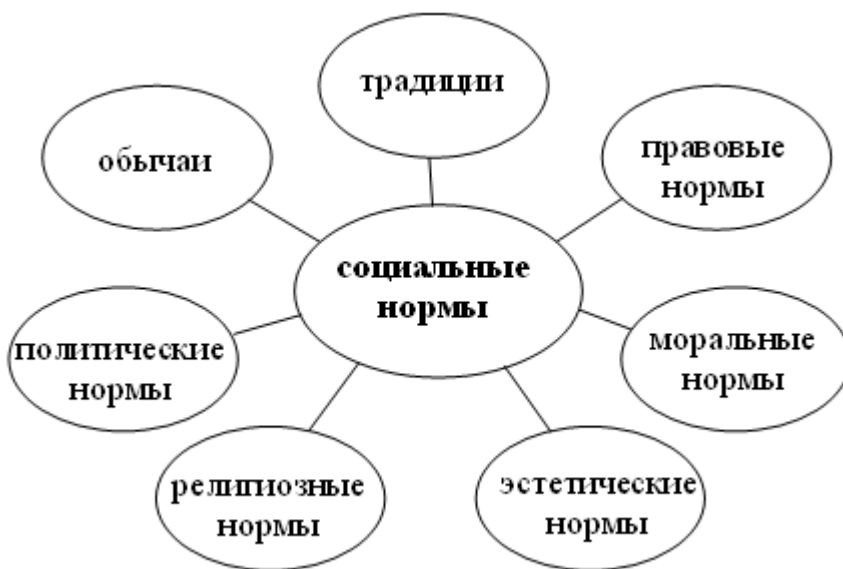 традиции
обычаи
правовые
нормы
социальные
нормы
политические
нормы
моральные
нормы
религиозные
нормы
эстетические
нормы